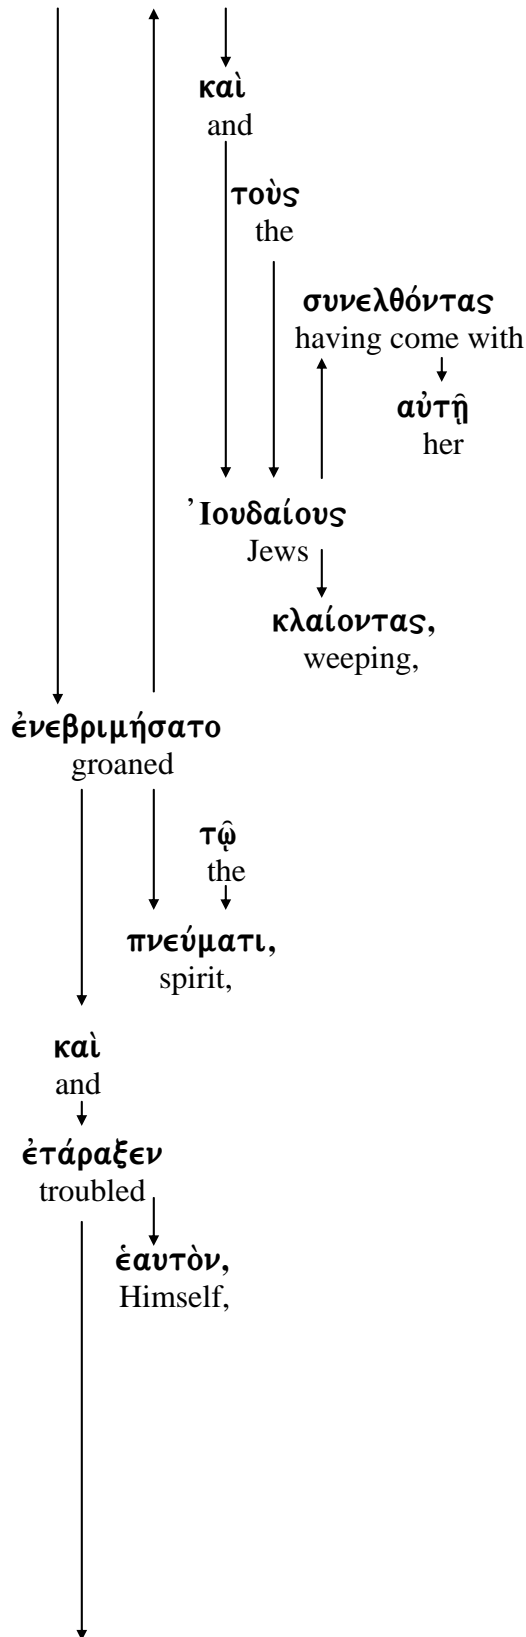 καὶ
and
τοὺς
the
συνελθόντας
having come with
αὐτῇ
her
Ἰουδαίους
Jews
κλαίοντας,
weeping,
ἐνεβριμήσατο
groaned
τῷ
the
πνεύματι,
spirit,
καὶ
and
ἐτάραξεν
troubled
ἑαυτὸν,
Himself,